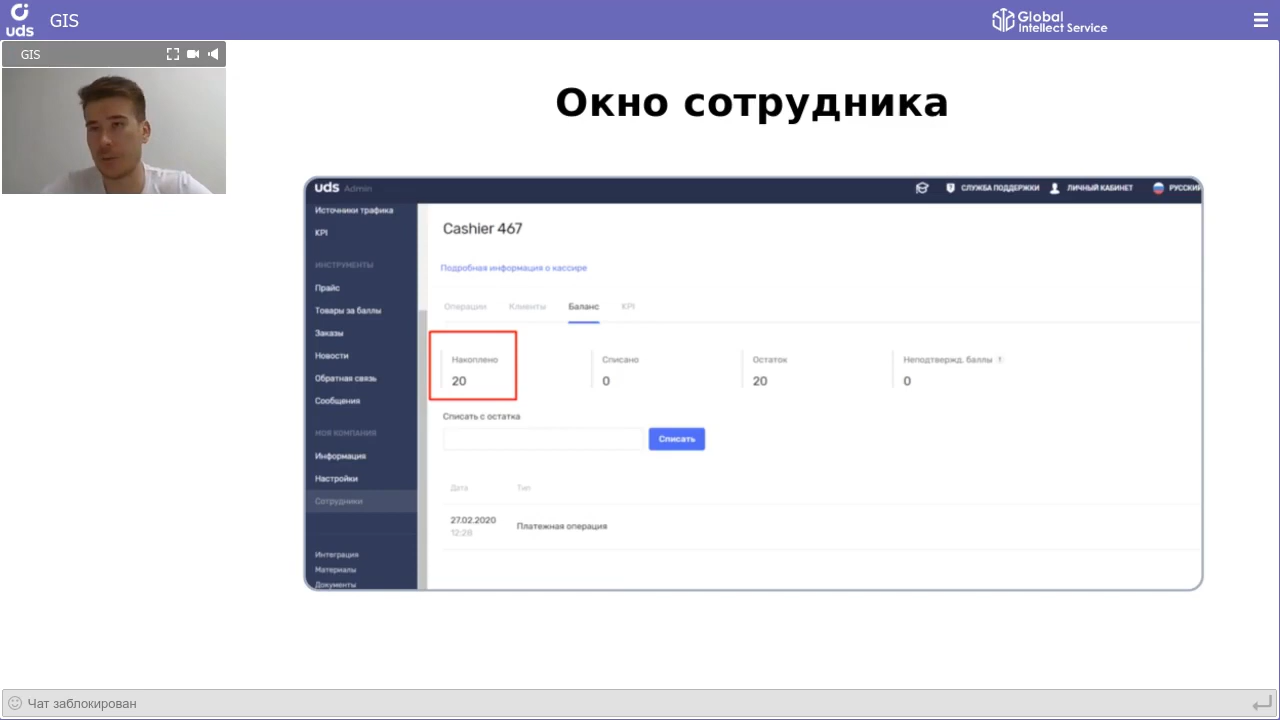 uds
GIS
Global
Intellect Service
GIS
Окно сотрудника
uds Admin
СЛУЖБА ПОДДЕРЖКИ
ЛИЧНЫЙ КАБИНЕТ
РУССКИЙ
Источники трафика
KPI
ИНСТРУМЕНТЫ
Прайс
Товары за баллы
Заказы
Новости
Обратная связь
Сообщения
МОЯ КОМПАНИЯ
Информация
Настройки
Сотрудники
Интеграция
Материалы
Документы
Cashier 467
Подробная информация о кассире
Операции Клиенты Баланс KPI
Накоплено Списано Остаток Неподтвержд. баллы ?
20 0 20 0
Списать с остатка
Списать
Дата Тип
27.02.2020
12:28
Платежная операция
Чат заблокирован